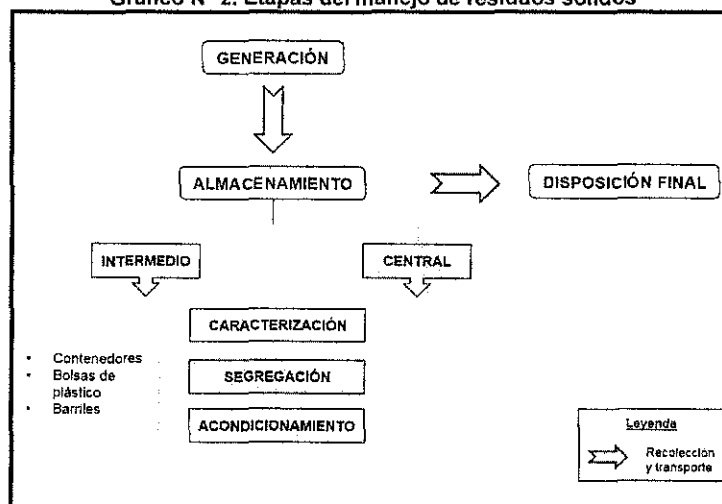 Gráfico N° 2. Etapas del manejo de residuos sólidos
GENERACIÓN
ALMACENAMIENTO
DISPOSICIÓN FINAL
INTERMEDIO
CENTRAL
CARACTERIZACIÓN
• Contenedores
• Bolsas de
plástico
• Barriles
SEGREGACIÓN
ACONDICIONAMIENTO
Leyenda
Recolección
y transporte